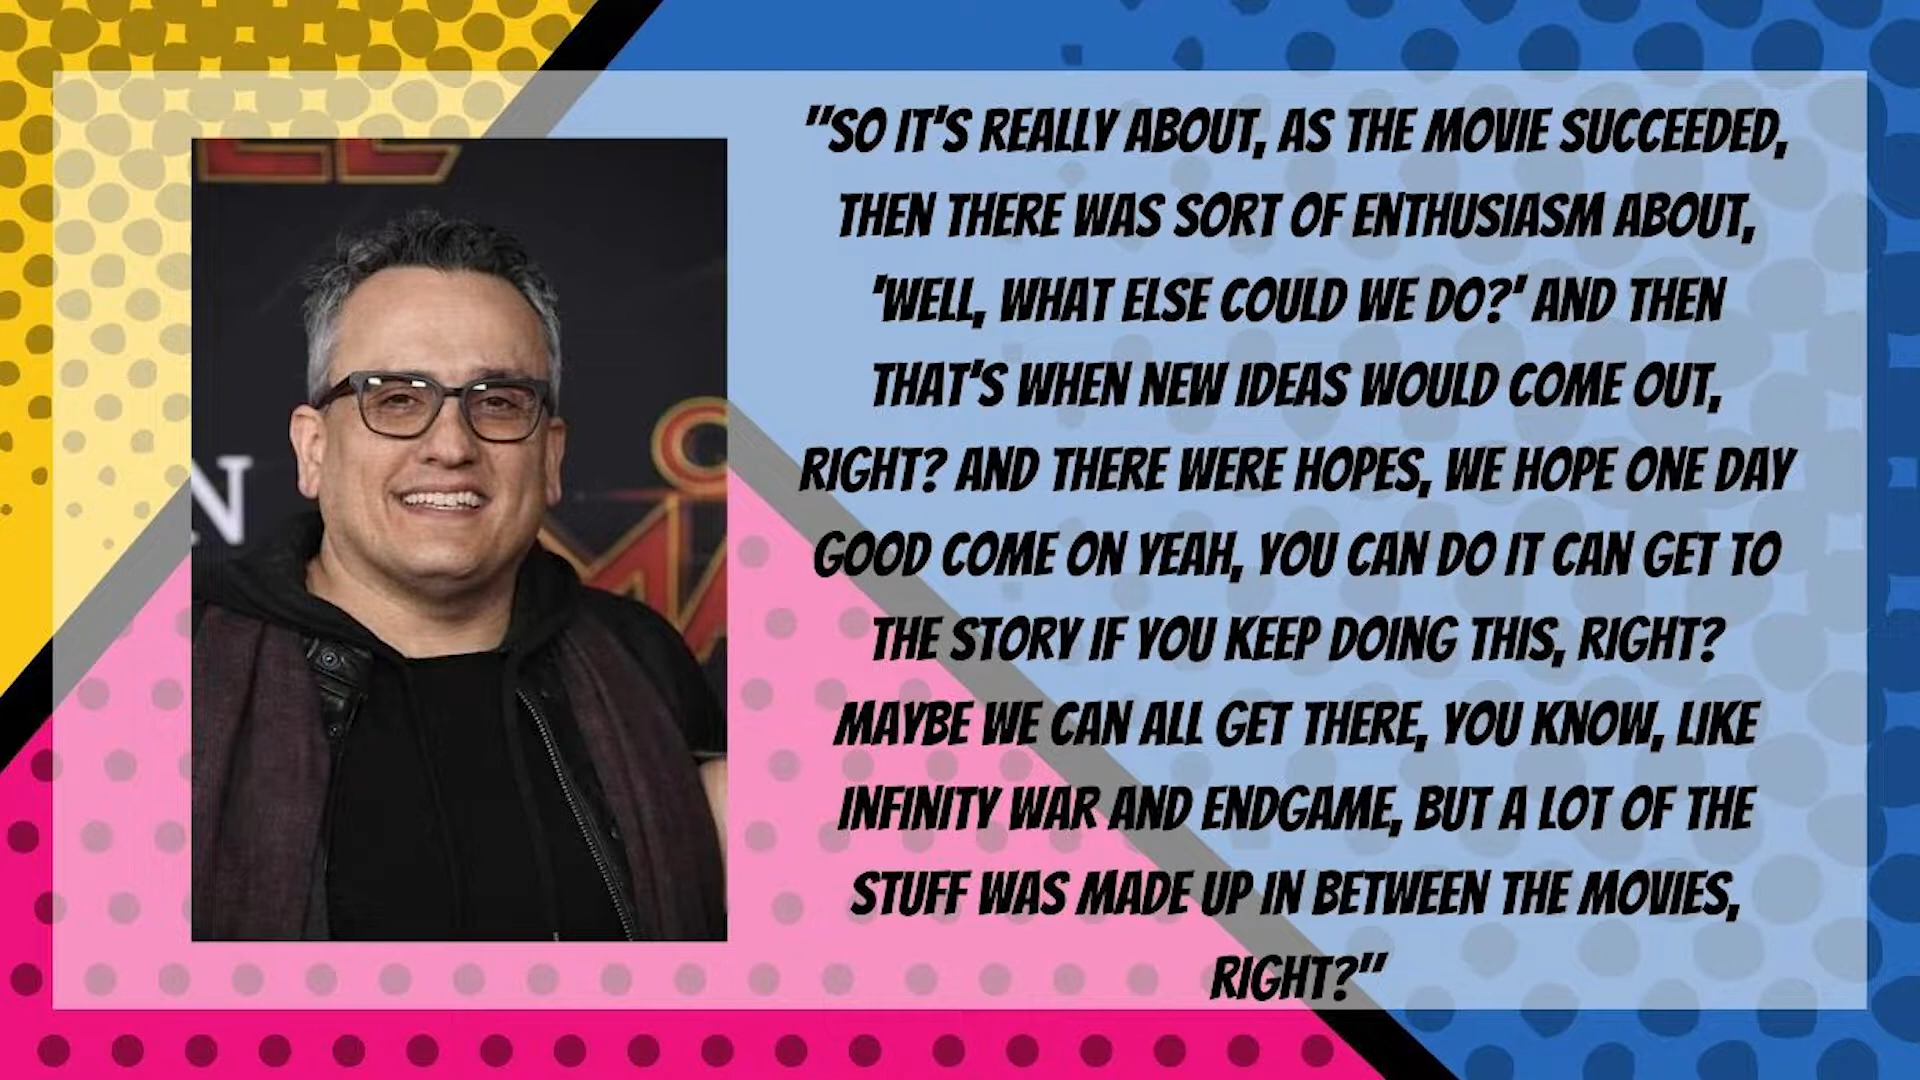 N
"SO IT'S REALLY ABOUT, AS THE MOVIE SUCCEEDED,
THEN THERE WAS SORT OF ENTHUSIASM ABOUT,
'WELL, WHAT ELSE COULD WE DO?' AND THEN
THAT'S WHEN NEW IDEAS WOULD COME OUT,
RIGHT? AND THERE WERE HOPES, WE HOPE ONE DAY
GOOD COME ON YEAH, YOU CAN DO IT CAN GET TO
THE STORY IF YOU KEEP DOING THIS, RIGHT?
MAYBE WE CAN ALL GET THERE, YOU KNOW, LIKE
INFINITY WAR AND ENDGAME, BUT A LOT OF THE
STUFF WAS MADE UP IN BETWEEN THE MOVIES,
RIGHT?"